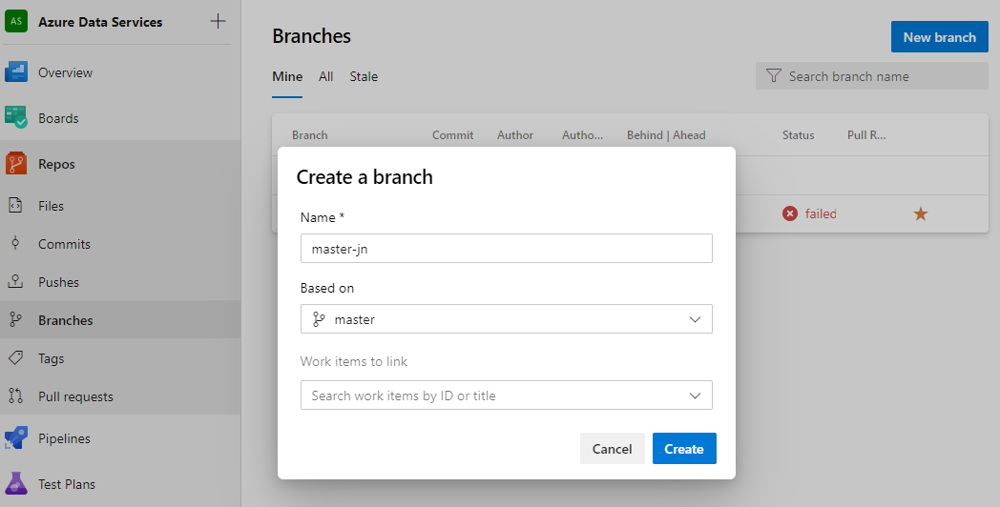 AS Azure Data Services
Overview
Boards
Repos
Files
Commits
Pushes
Branches
Tags
Pull requests
Pipelines
Test Plans
Branches
New branch
Mine All Stale
Search branch name
Branch Commit Author Autho... Behind | Ahead Status Pull R...
failed
Create a branch
Name *
master-jn
Based on
master
Work items to link
Search work items by ID or title
Cancel Create